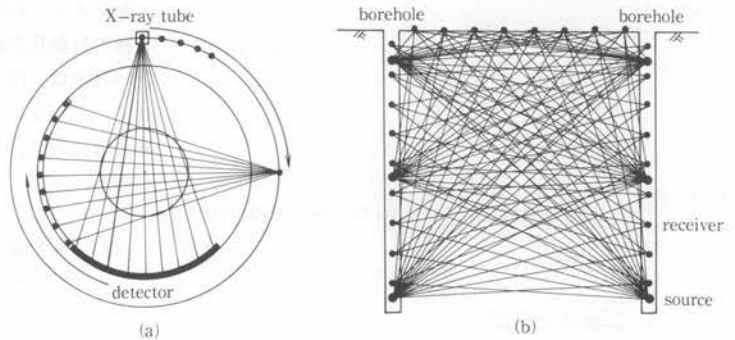 X-ray tube
detector
(a)
borehole
borehole
receiver
source
(b)